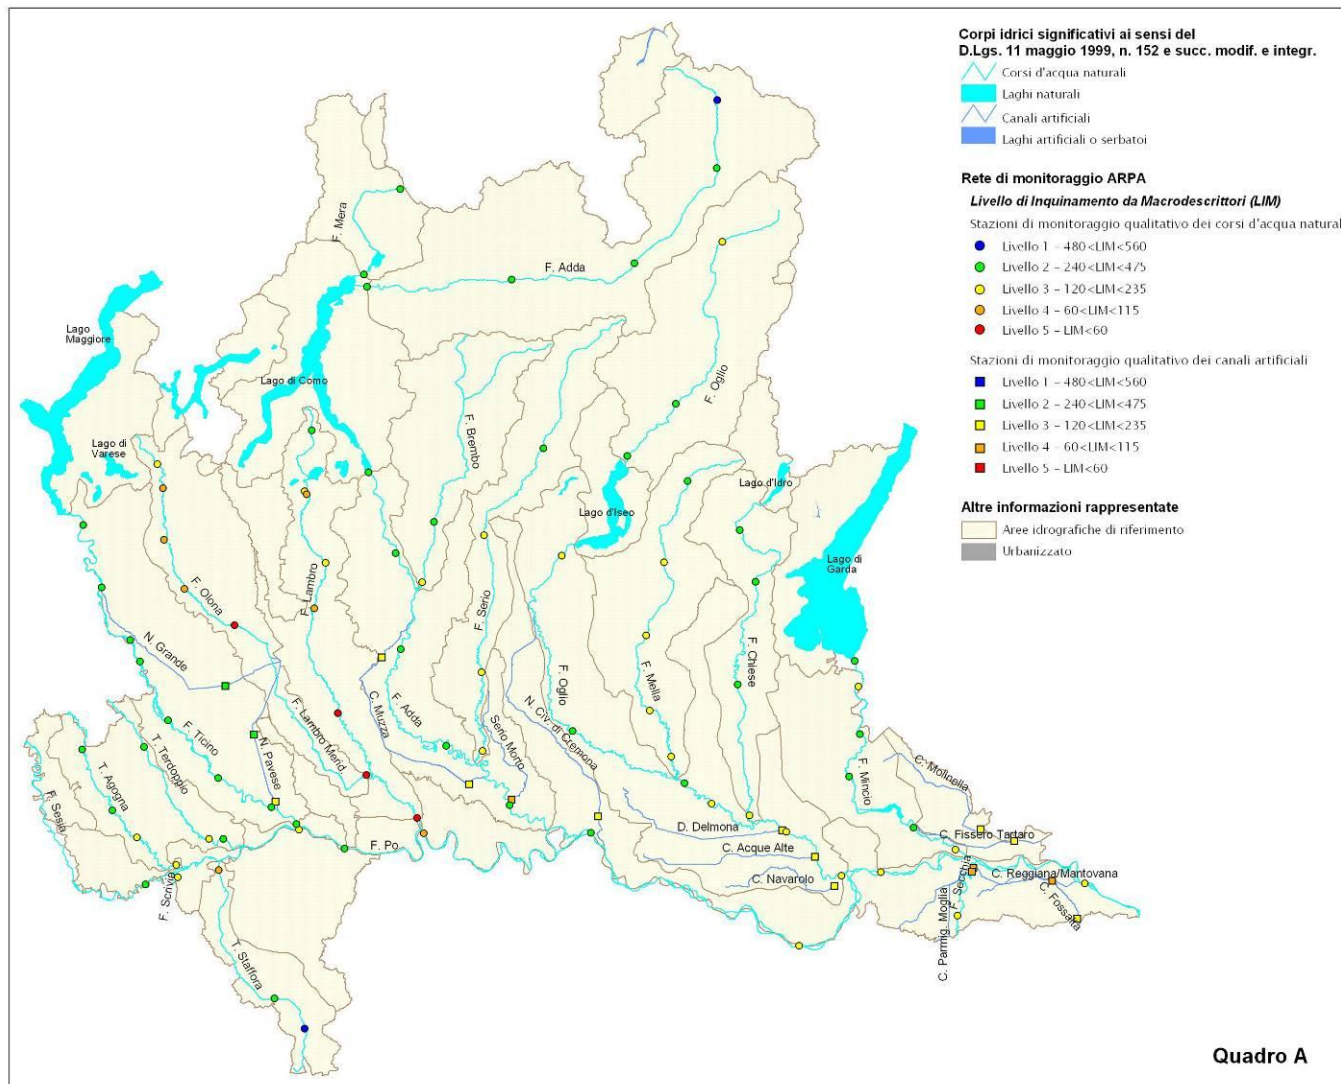 Corpi idrici significativi ai sensi del
D.Lgs. 11 maggio 1999, n. 152 e succ. modif. e integr.
Corsi d'acqua naturali
Laghi naturali
Canali artificiali
Laghi artificiali o serbatoi
Rete di monitoraggio ARPA
Livello di Inquinamento da Macrodescrittori (LIM)
Stazioni di monitoraggio qualitativo dei corsi d'acqua natural
Livello 1 - 480<LIM<560
Livello 2 - 240<LIM<475
Livello 3 - 120<LIM<235
Livello 4 - 60<LIM<115
Livello 5 - LIM<60
Stazioni di monitoraggio qualitativo dei canali artificiali
Livello 1 - 480<LIM<560
Livello 2 - 240<LIM<475
Livello 3 - 120<LIM<235
Livello 4 - 60<LIM<115
Livello 5 - LIM<60
Altre informazioni rappresentate
Aree idrografiche di riferimento
Urbanizzato
F. Mera
F. Adda
Lago
Maggiore
Lago di Como
F. Oglio
F. Brembo
Lago di
Varese
Lago d'Idro
Lago d'Iseo
Lago di
Garda
F. Olona
F. Lambro
F. Serio
N. Grande
F. Chiese
F. Oglio
F. Mella
C. Muzza
F. Adda
N. Civ. di Cremona
Serio Morto
F. Lambro Merid.
F. Ticino
T. Terdoppio
N. Pavese
T. Agogna
F. Sesia
F. Mincio
C. Molinella
D. Delmona
C. Fissero Tartaro
F. Po
C. Acque Alte
C. Navarolo
F. Secchia
C. Reggiana/Mantovana
C. Fossalta
C. Parmig. Moglia
F. Scrivia
T. Staffora
Quadro A